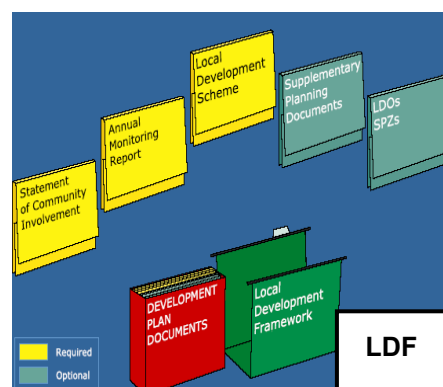 Local
Development
Scheme
Supplementary
Planning
Documents
LDOs
SPZs
Annual
Monitoring
Report
Statement
of Community
Involvement
DEVELOPMENT
PLAN
DOCUMENTS
Local
Development
Framework
Required
Optional
LDF